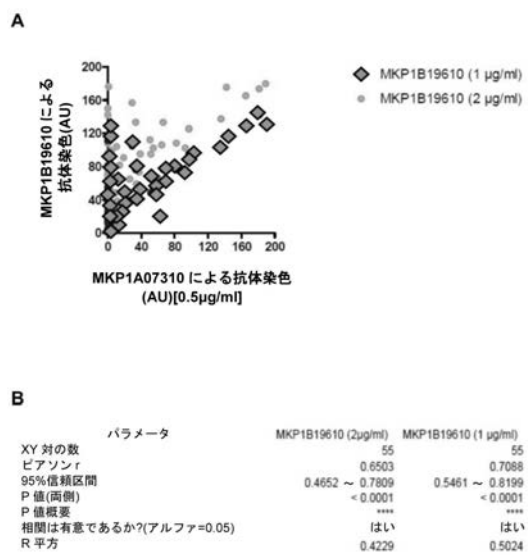 A
MKP1B19610 による
抗体染色(AU)
200
160
120
80
40
0
0 40 80 120 160 200
MKP1A07310 による抗体染色
(AU)[0.5µg/ml]
MKP1B19610 (1 µg/ml)
MKP1B19610 (2 µg/ml)
B
パラメータ MKP1B19610 (2µg/ml) MKP1B19610 (1 µg/ml)
XY 対の数 55 55
ピアソン r 0.6503 0.7088
95%信頼区間 0.4652 ~ 0.7809 0.5461 ~ 0.8199
P 値(両側) < 0.0001 < 0.0001
P 値概要 **** ****
相関は有意であるか?(アルファ=0.05) はい はい
R 平方 0.4229 0.5024